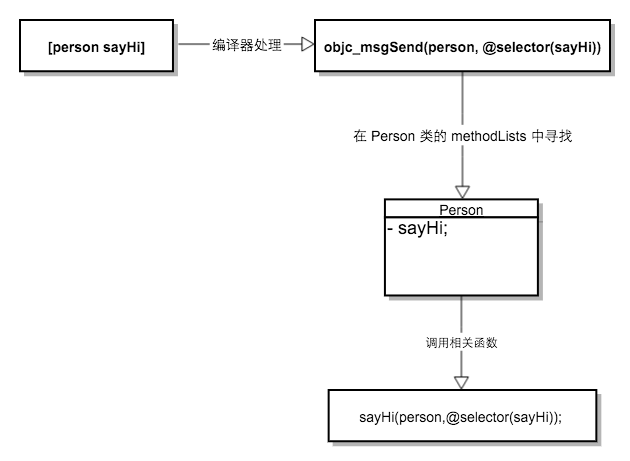 [person sayHi]
编译器处理
objc_msgSend(person, @selector(sayHi))
在 Person 类的 methodLists 中寻找
Person
- sayHi;
调用相关函数
sayHi(person,@selector(sayHi));